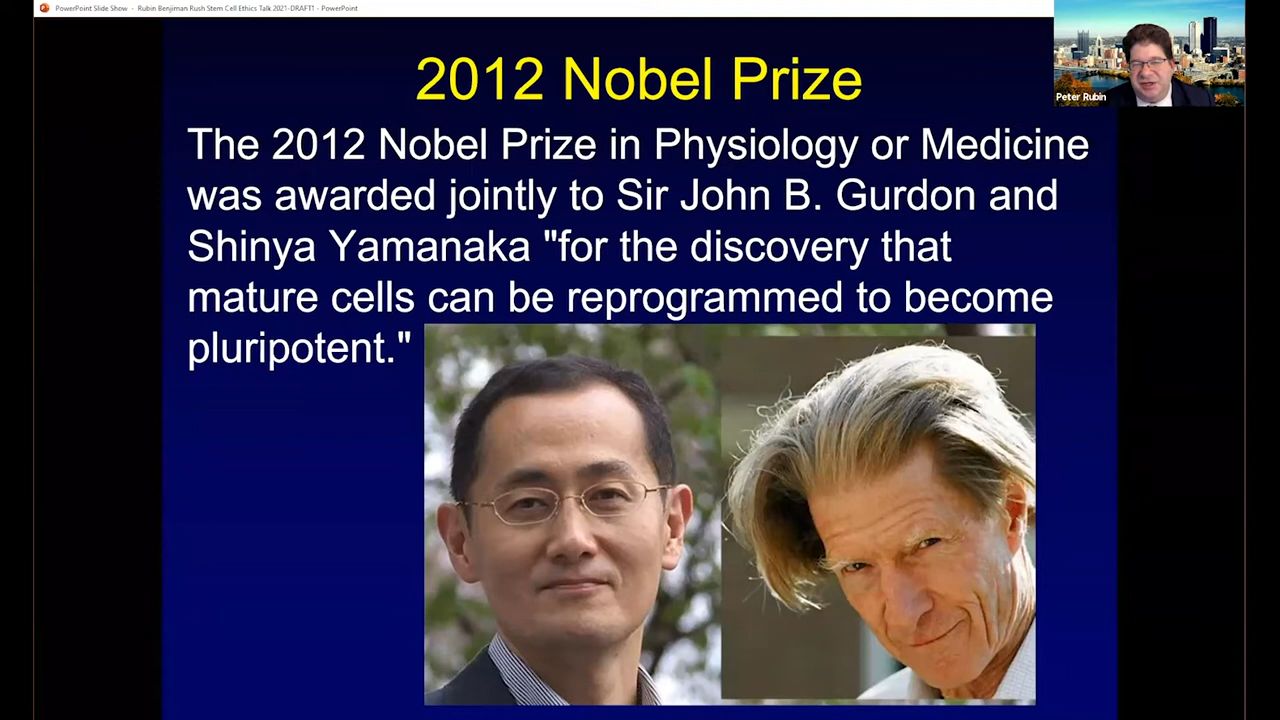 PowerPoint Slide Show - Rubin Benjiman Rush Stem Cell Ethics Talk 2021-DRAFT1 - PowerPoint
2012 Nobel Prize
Peter Rubin
The 2012 Nobel Prize in Physiology or Medicine
was awarded jointly to Sir John B. Gurdon and
Shinya Yamanaka "for the discovery that
mature cells can be reprogrammed to become
pluripotent."